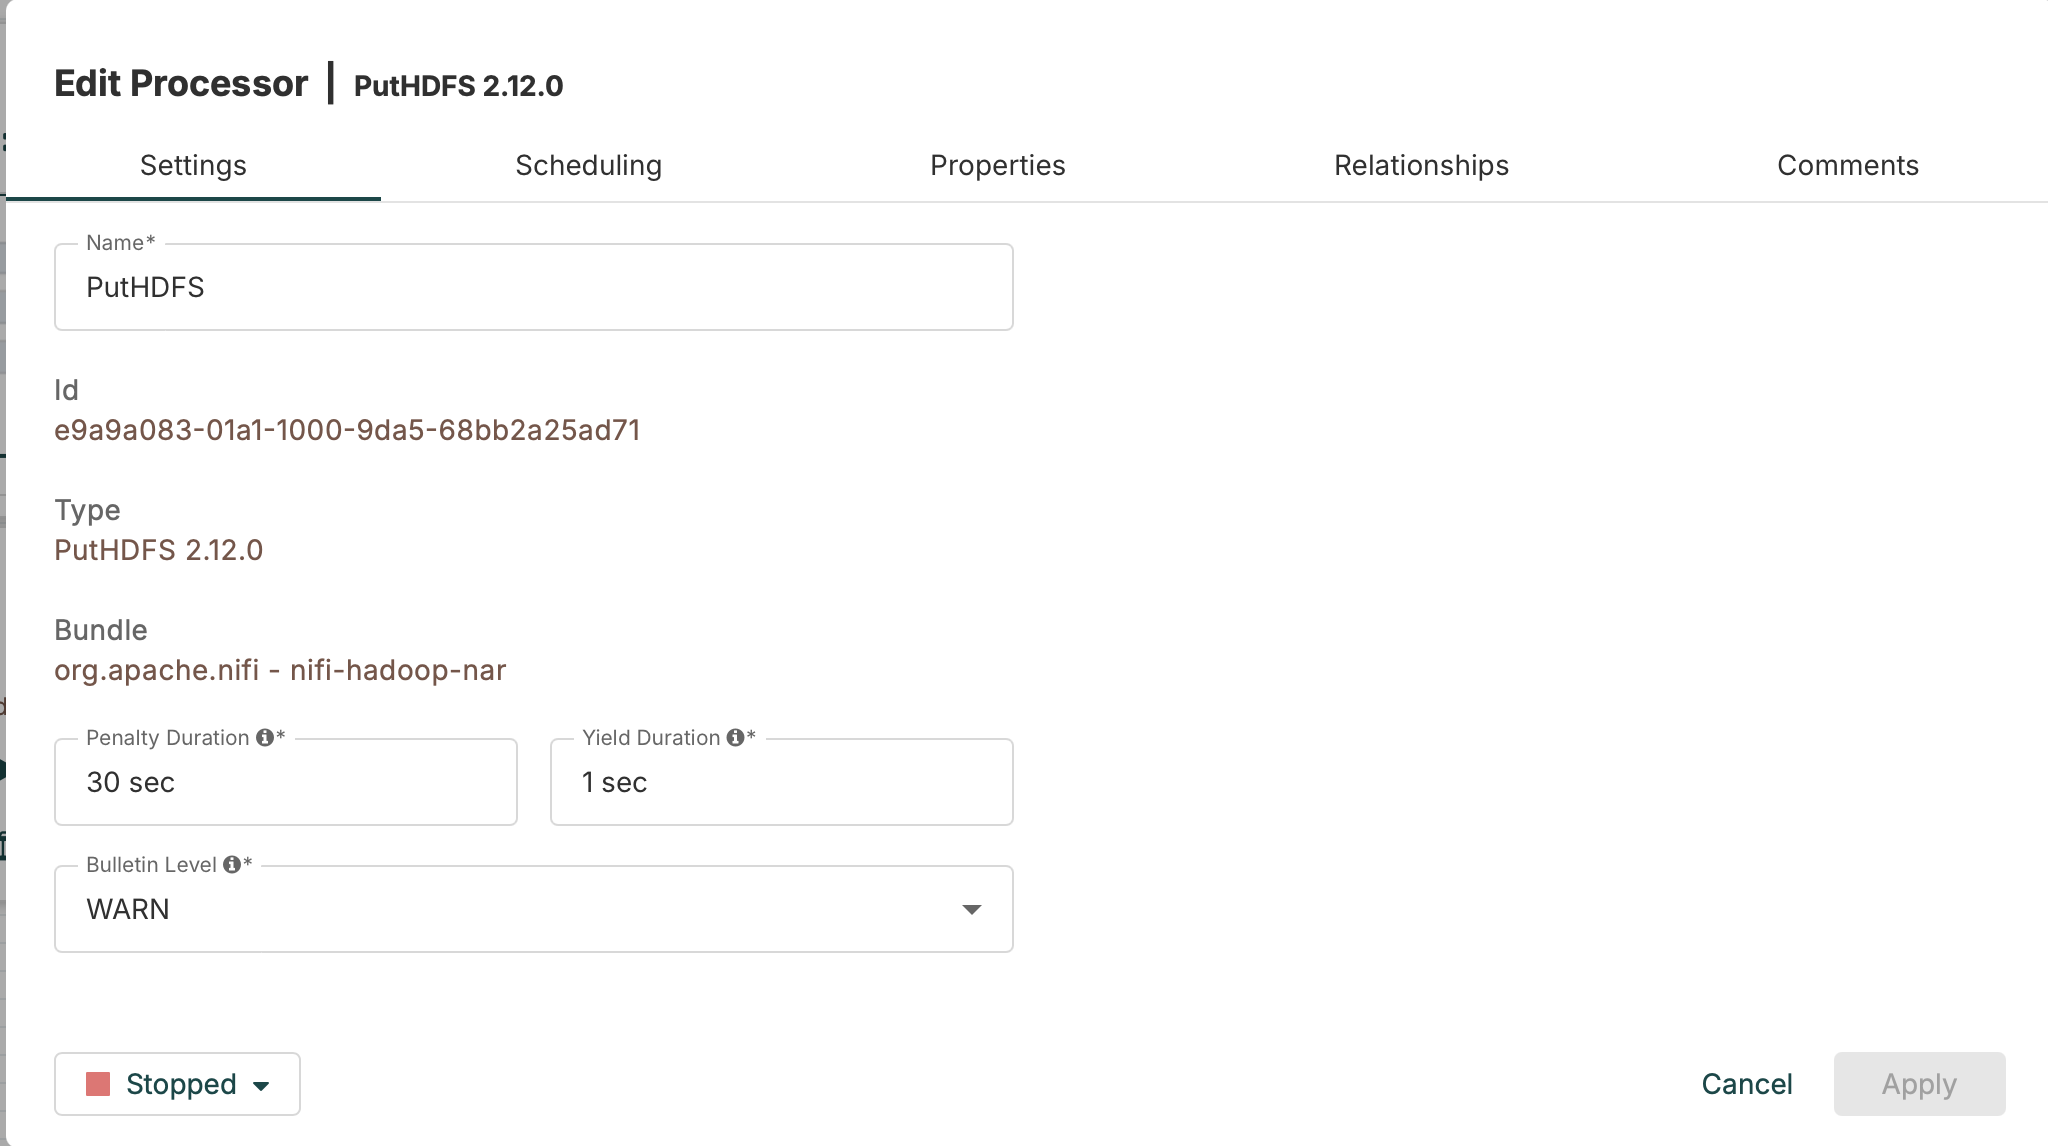 Edit Processor | PutHDFS 2.12.0
Settings Scheduling Properties Relationships Comments
Name*
PutHDFS
Id
e9a9a083-01a1-1000-9da5-68bb2a25ad71
Type
PutHDFS 2.12.0
Bundle
org.apache.nifi - nifi-hadoop-nar
Penalty Duration * Yield Duration *
30 sec 1 sec
Bulletin Level *
WARN
Stopped Cancel Apply